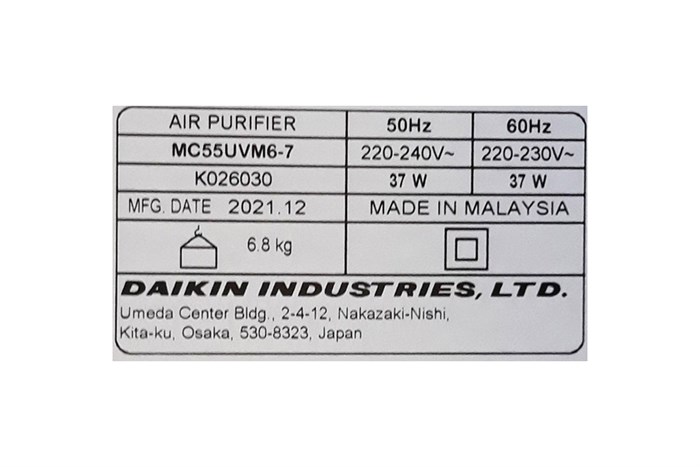 AIR PURIFIER 50Hz 60Hz
MC55UVM6-7 220-240V~ 220-230V~
K026030 37 W 37 W
MFG. DATE 2021.12 MADE IN MALAYSIA
6.8 kg
DAIKIN INDUSTRIES, LTD.
Umeda Center Bldg., 2-4-12, Nakazaki-Nishi,
Kita-ku, Osaka, 530-8323, Japan